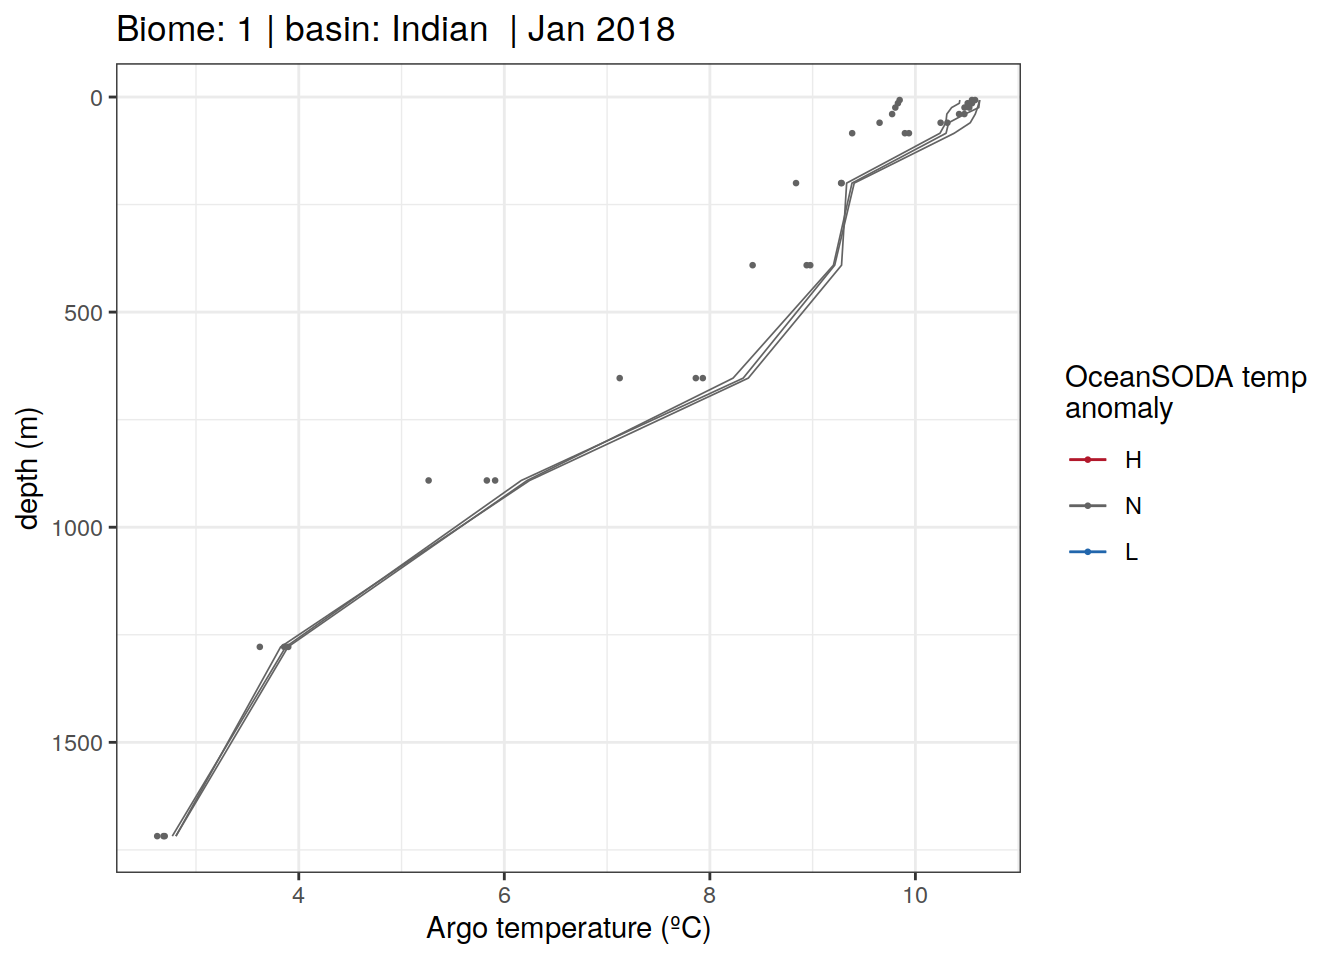 Biome: 1 | basin: Indian  | Jan 2018
0
500
1000
1500
depth (m)
4
6
8
10
Argo temperature (ºC)
OceanSODA temp
anomaly
H
N
L